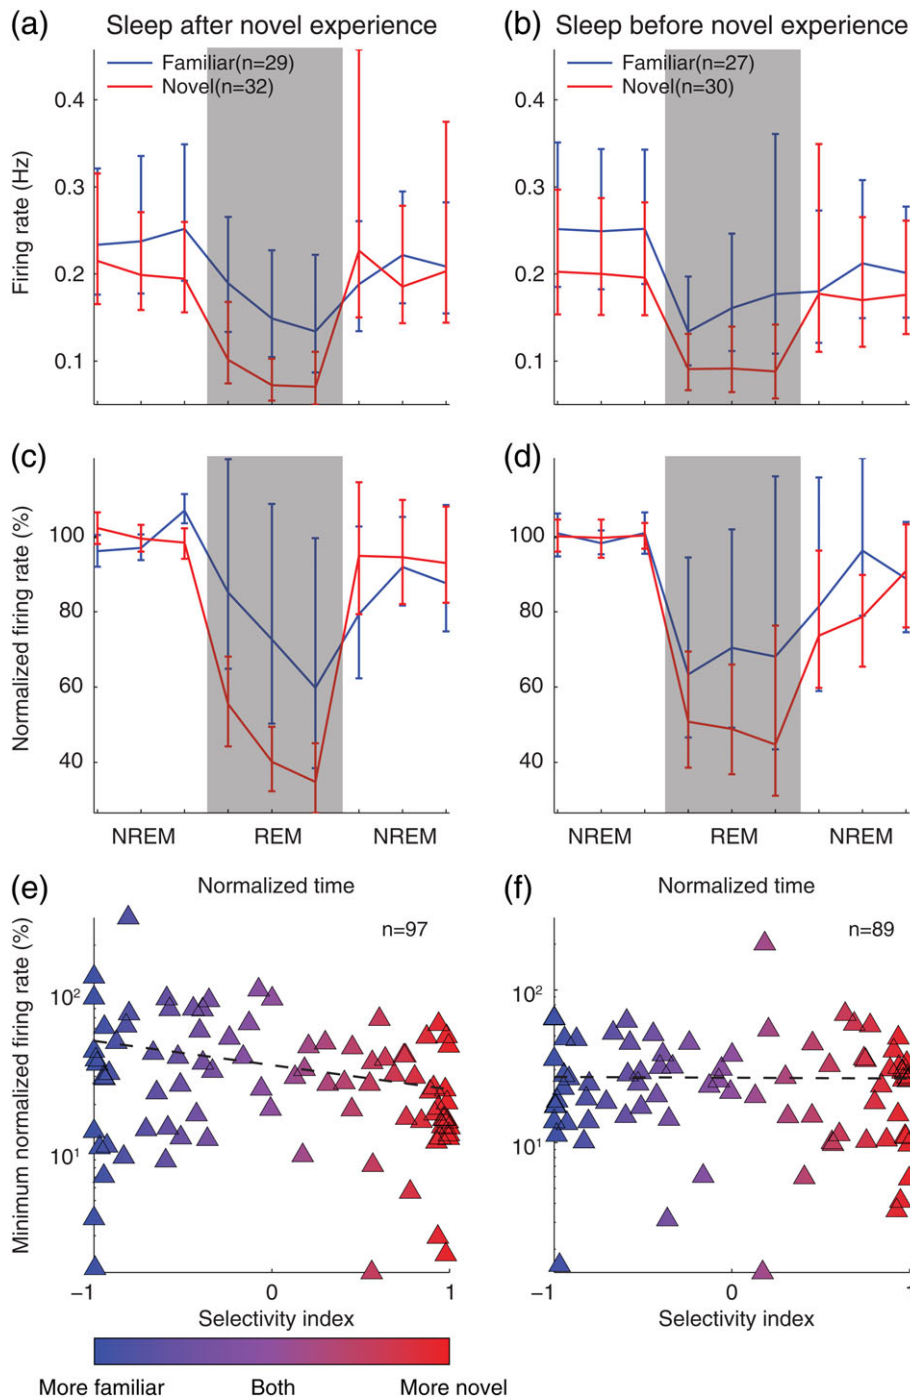 (a) Sleep after novel experience
(b) Sleep before novel experience
Familiar(n=29)
Novel(n=32)
Familiar(n=27)
Novel(n=30)
Firing rate (Hz)
0.4
0.3
0.2
0.1
0.4
0.3
0.2
0.1
(c)
(d)
Normalized firing rate (%)
100
80
60
40
100
80
60
40
NREM REM NREM
NREM REM NREM
Normalized time
Normalized time
(e)
(f)
n=97
n=89
Minimum normalized firing rate (%)
10²
10¹
10²
10¹
−1 0 1
−1 0 1
Selectivity index
Selectivity index
More familiar Both More novel